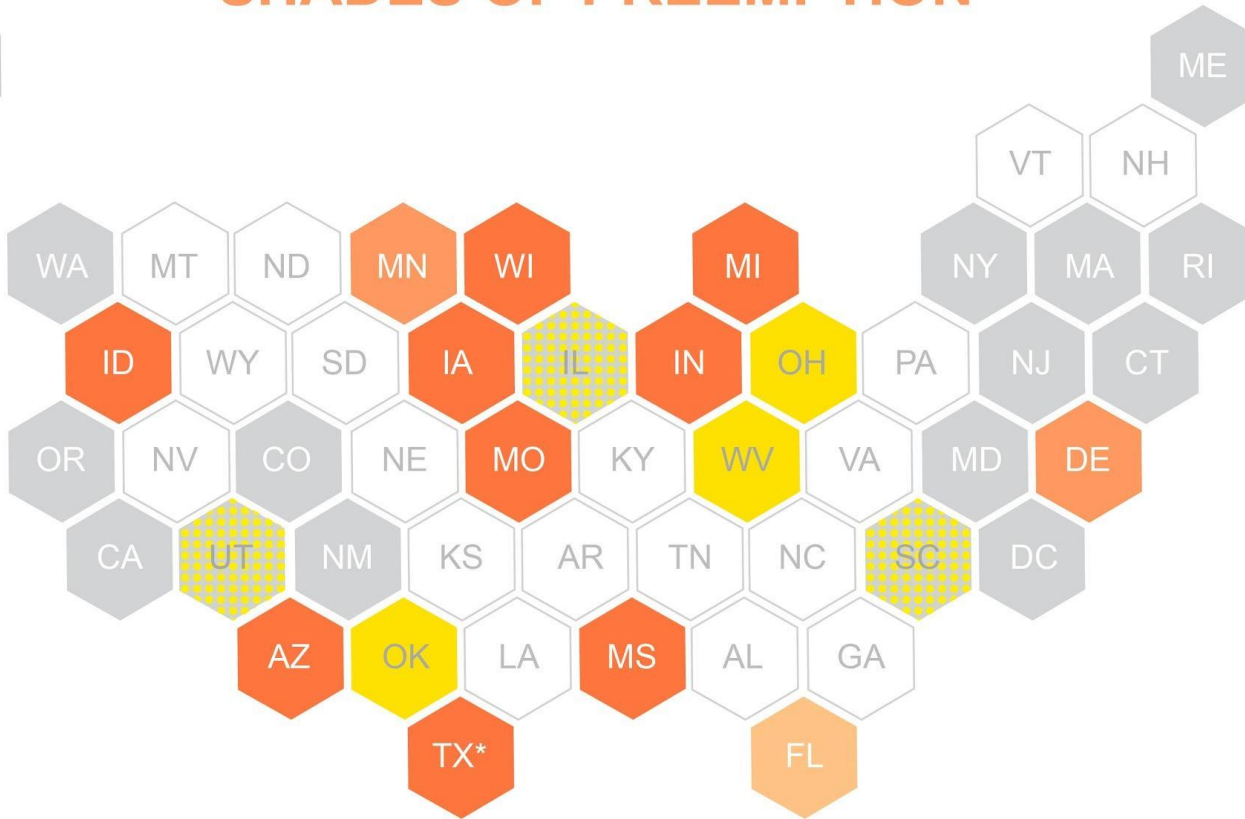 SHADES OF PREEMPTION
ME
VT NH
WA MT ND MN WI MI NY MA RI
ID WY SD IA IL IN OH PA NJ CT
OR NV CO NE MO KY WV VA MD DE
CA UT NM KS AR TN NC SC DC
AZ OK LA MS AL GA
TX* FL